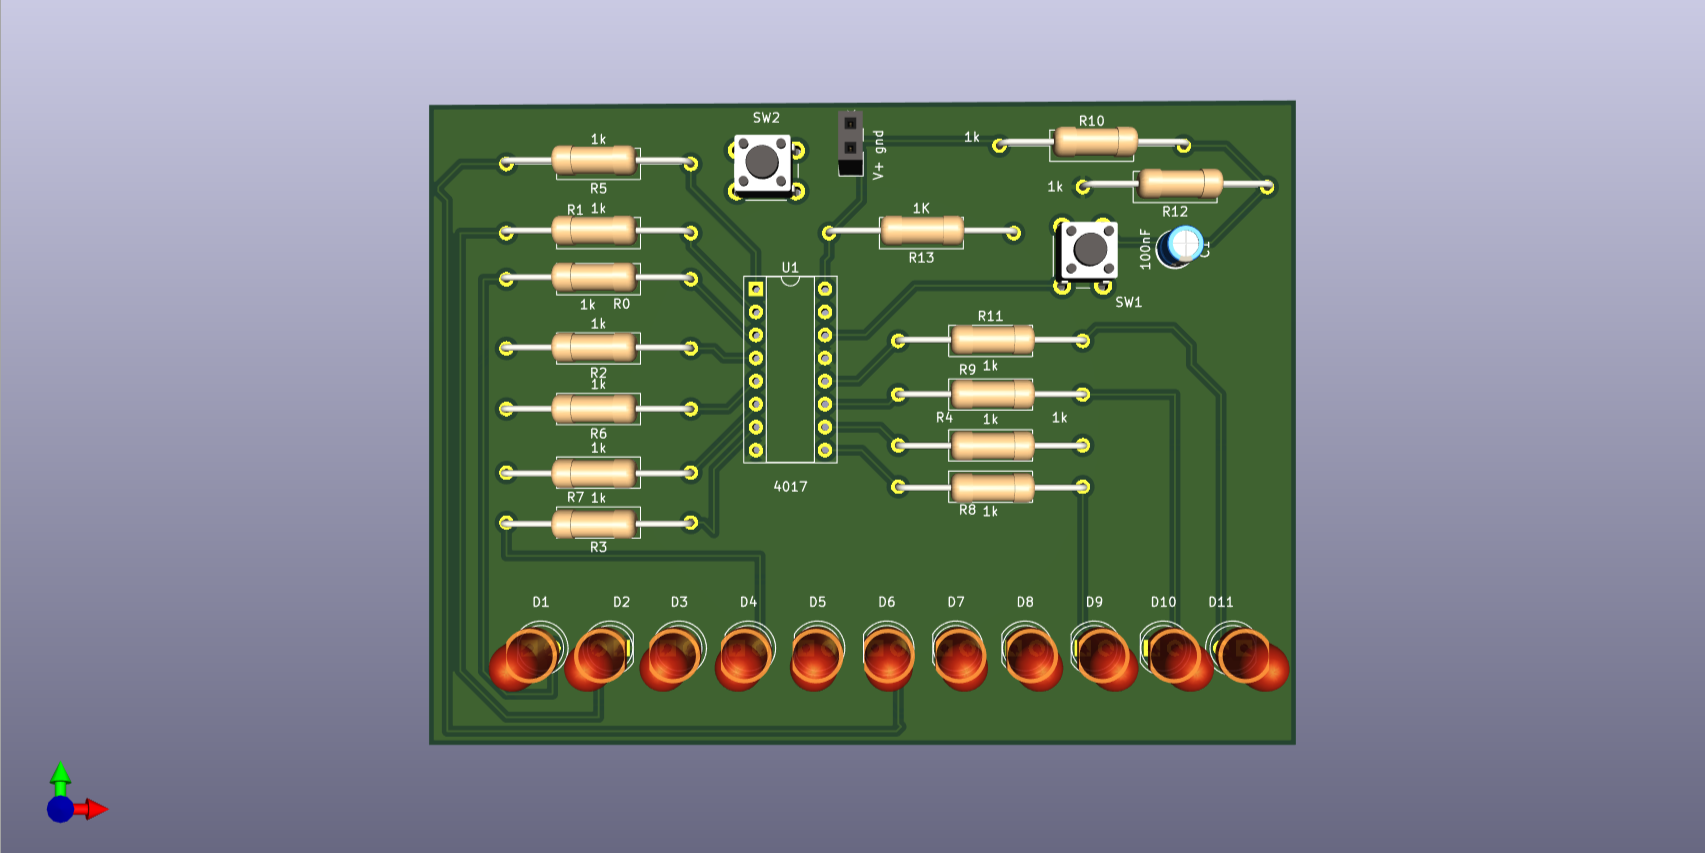 SW2
1k
R5
R1 1k
1k R0
1k
R2
1k
R6
1k
R7 1k
R3
V+ gnd
1k
R10
1k
R12
1K
R13
100nF
C1
SW1
U1
4017
R11
R9 1k
R4 1k 1k
R8 1k
D1 D2 D3 D4 D5 D6 D7 D8 D9 D10 D11